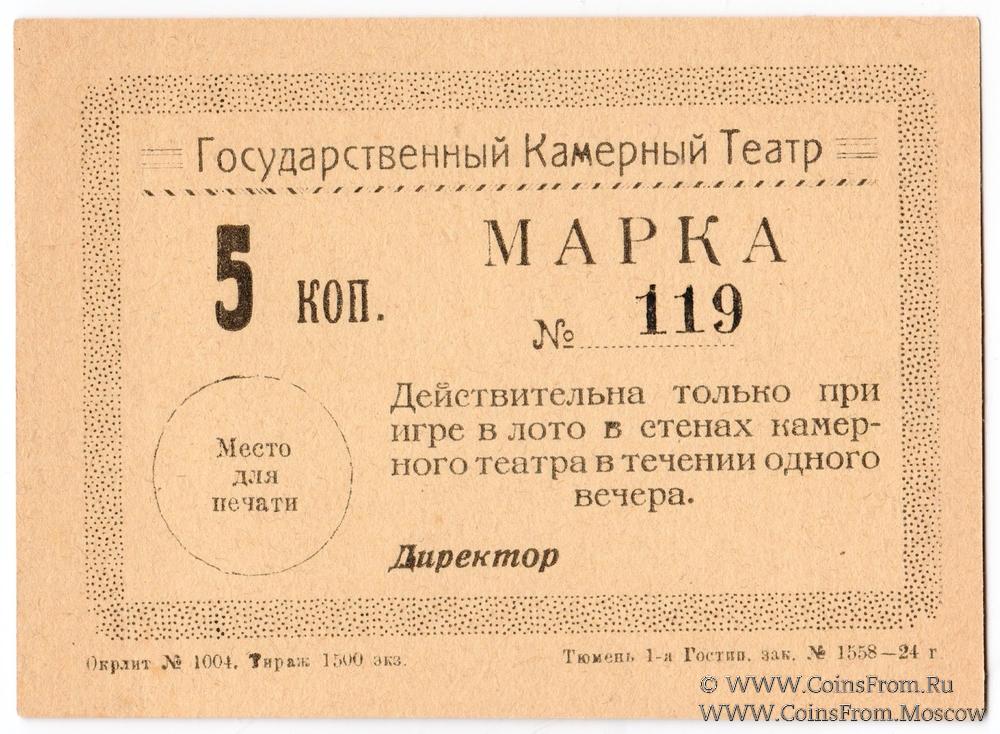 Государственный Камерный Театр
5 коп.
МАРКА
№ 119
Место
для
печати
Действительна только при
игре в лото в стенах камер-
ного театра в течении одного
вечера.
Директор
Окрлит № 1004. Тираж 1500 экз.
Тюмень 1-я Гостип. зак. № 1558—24 г
© WWW.CoinsFrom.Ru
WWW.CoinsFrom.Moscow